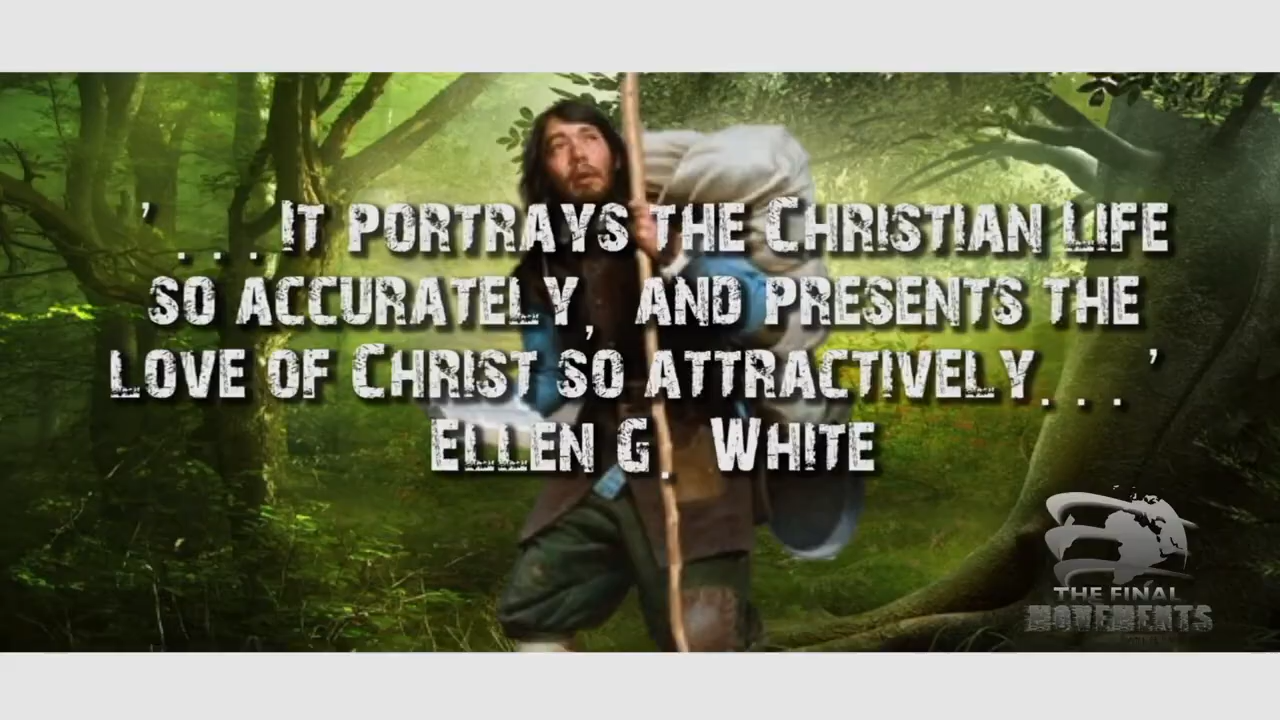 ' ...It portrays the Christian life
so accurately, and presents the
love of Christ so attractively... '
Ellen G. White
THE FINAL
MOVEMENTS